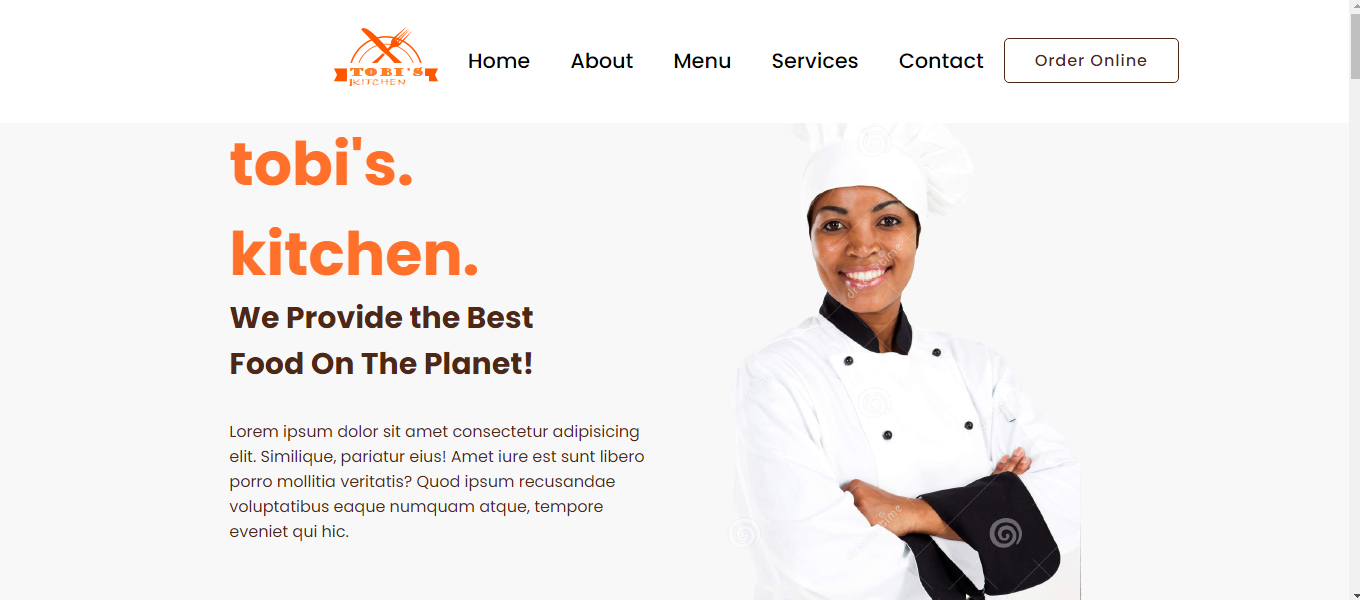 TOBI'S
KITCHEN
Home About Menu Services Contact Order Online
tobi's.
kitchen.
We Provide the Best
Food On The Planet!
Lorem ipsum dolor sit amet consectetur adipisicing
elit. Similique, pariatur eius! Amet iure est sunt libero
porro mollitia veritatis? Quod ipsum recusandae
voluptatibus eaque numquam atque, tempore
eveniet qui hic.